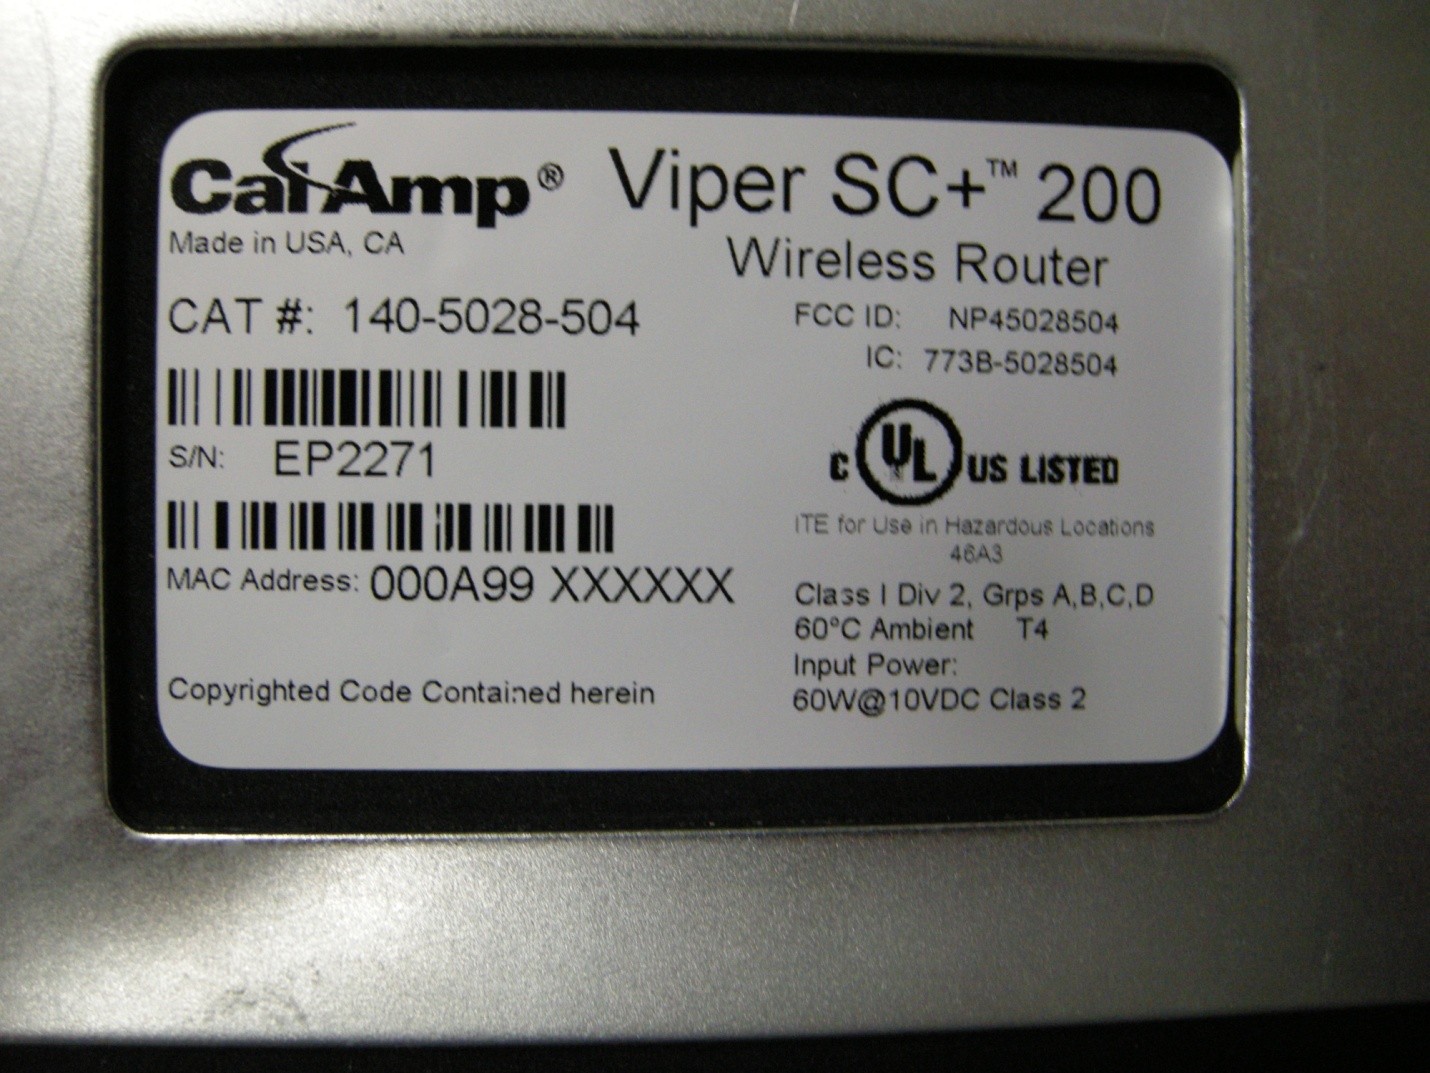 CalAmp® Viper SC+™ 200
Made in USA, CA
Wireless Router
CAT #: 140-5028-504
FCC ID: NP45028504
IC: 773B-5028504
S/N: EP2271
C UL US LISTED
ITE for Use in Hazardous Locations
46A3
MAC Address: 000A99 XXXXXX
Class I Div 2, Grps A,B,C,D
60°C Ambient T4
Input Power:
60W@10VDC Class 2
Copyrighted Code Contained herein